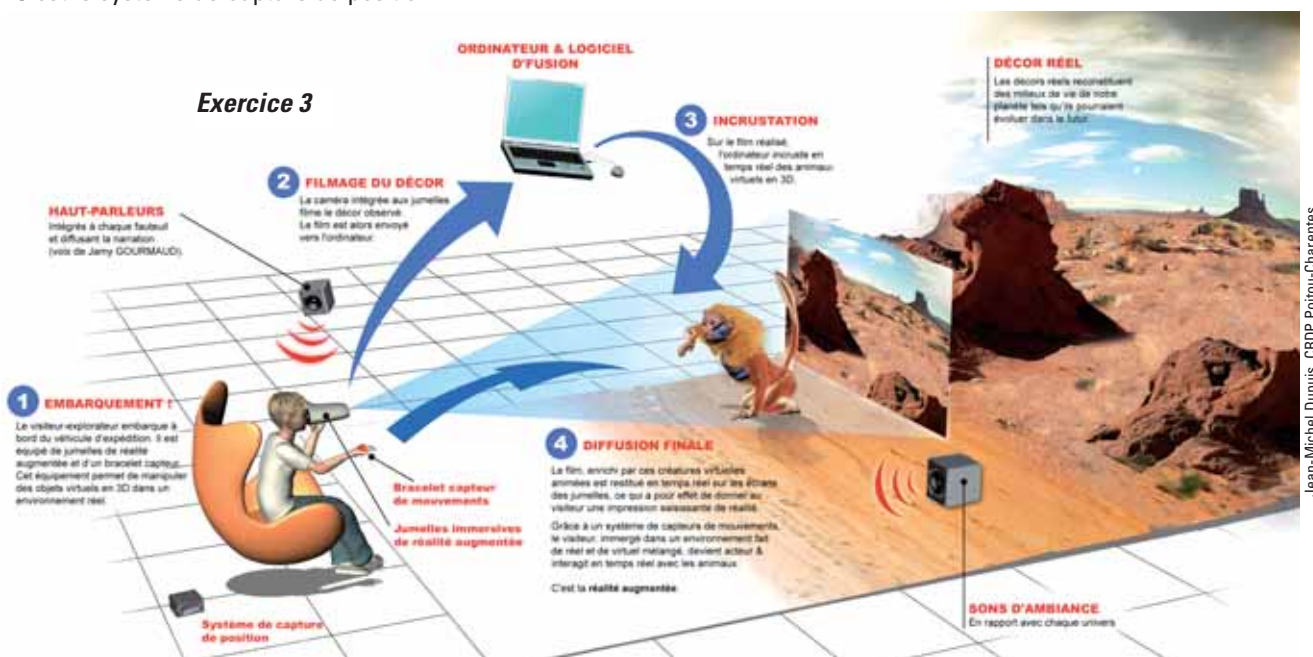 Exercice 3
ORDINATEUR & LOGICIEL
D'FUSION
DÉCOR RÉEL
Les décors réels reconstituent
des milieux de vie de notre
planète tels qu'ils pourraient
évoluer dans le futur.
3 INCRUSTATION
Sur le film réalisé,
l'ordinateur incruste en
temps réel des animaux
virtuels en 3D.
2 FILMAGE DU DÉCOR
La caméra intégrée aux jumelles
filme le décor observé.
Le film est alors envoyé
vers l'ordinateur.
HAUT-PARLEURS
Intégrés à chaque fauteuil
et diffusant la narration
(voix de Jamy GOURMAUD).
1 EMBARQUEMENT !
Le visiteur-explorateur embarque à
bord du véhicule d'expédition. Il est
équipé de jumelles de réalité
augmentée et d'un bracelet capteur.
Cet équipement permet de manipuler
des objets virtuels en 3D dans un
environnement réel.
Bracelet capteur
de mouvements
Jumelles immersives
de réalité augmentée
Système de capture
de position
4 DIFFUSION FINALE
Le film, enrichi par ces créatures virtuelles
animées est restitué en temps réel sur les écrans
des jumelles, ce qui a pour effet de donner au
visiteur une impression saisissante de réalité.
Grâce à un système de capteurs de mouvements,
le visiteur, immergé dans un environnement fait
de réel et de virtuel mélangé, devient acteur &
interagit en temps réel avec les animaux.
C'est la réalité augmentée.
SONS D'AMBIANCE
En rapport avec chaque univers
Jean-Michel Dupuis, CRDP Poitou-Charentes